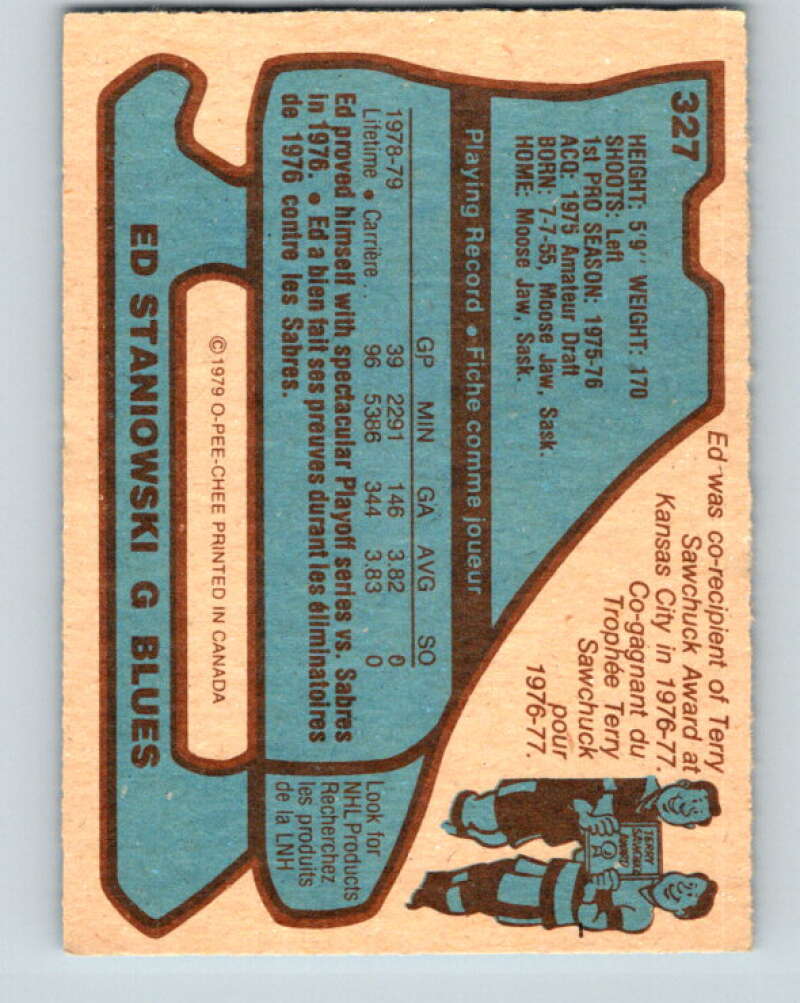 327
HEIGHT: 5'9" WEIGHT: 170
SHOOTS: Left
1st PRO SEASON: 1975-76
ACQ: 1975 Amateur Draft
BORN: 7-7-55, Moose Jaw, Sask.
HOME: Moose Jaw, Sask.
Ed was co-recipient of Terry
Sawchuck Award at
Kansas City in 1976-77.
Co-gagnant du
Trophée Terry
Sawchuck
pour
1976-77.
TERRY
SAWCHUK
AWARD
Playing Record • Fiche comme joueur
GP MIN GA AVG SO
1978-79 39 2291 146 3.82 0
Lifetime • Carrière .. 96 5386 344 3.83 0
Ed proved himself with spectacular Playoff series vs. Sabres
in 1976. • Ed a bien fait ses preuves durant les éliminatoires
de 1976 contre les Sabres.
Look for
NHL Products
Recherchez
les produits
de la LNH
©1979 O-PEE-CHEE PRINTED IN CANADA
ED STANIOWSKI G BLUES